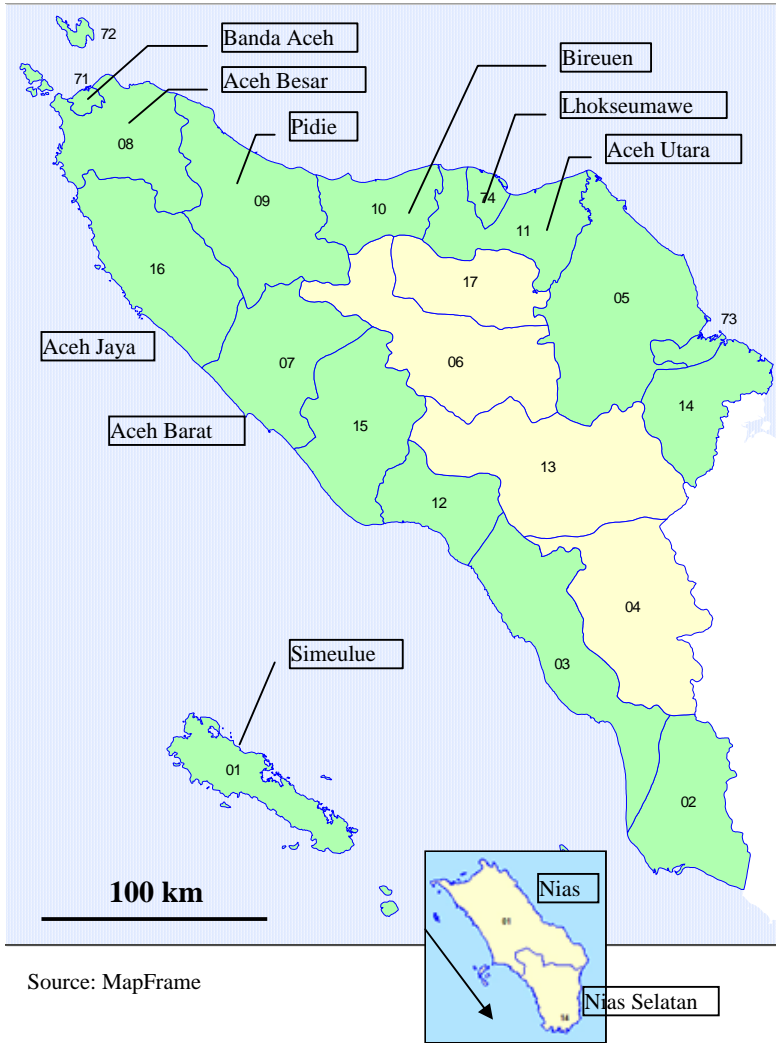 72
Banda Aceh
Bireuen
71
Aceh Besar
Lhokseumawe
Pidie
Aceh Utara
08
09
10
74
11
16
17
05
73
Aceh Jaya
07
06
14
Aceh Barat
15
13
12
04
Simeulue
03
01
02
100 km
Nias
01
Source: MapFrame
Nias Selatan
14